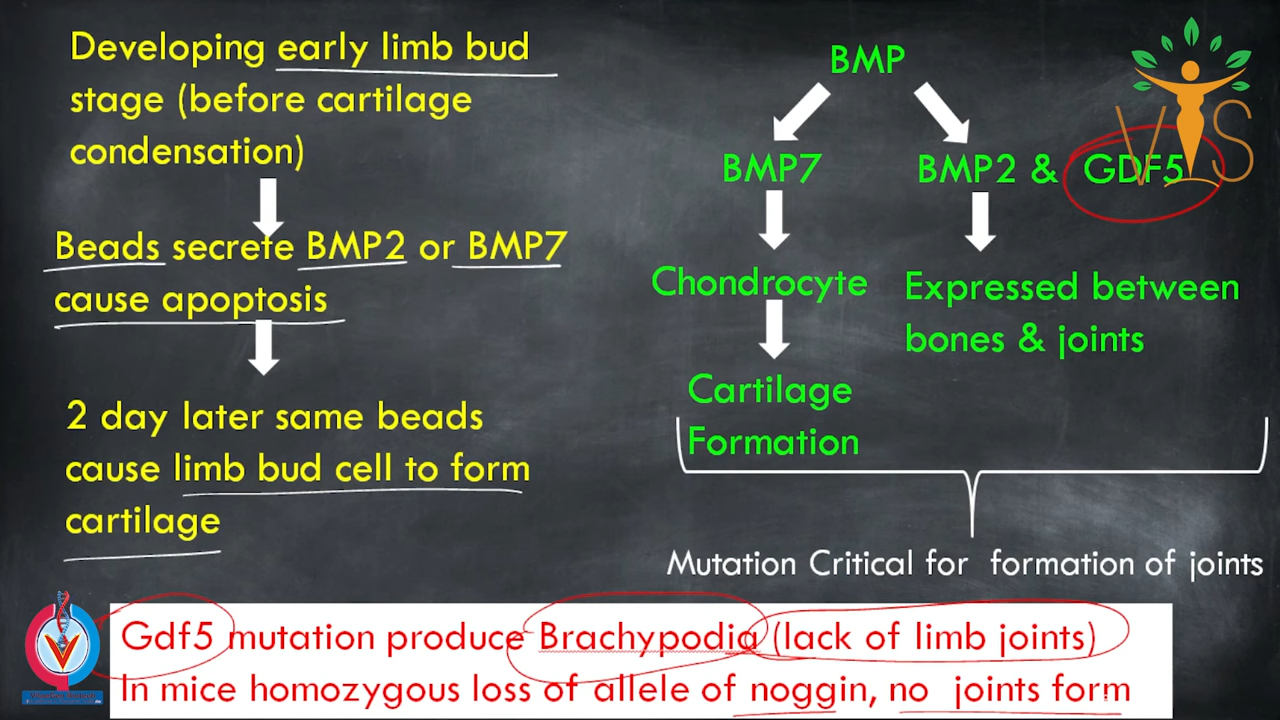 Developing early limb bud
stage (before cartilage
condensation)
Beads secrete BMP2 or BMP7
cause apoptosis
2 day later same beads
cause limb bud cell to form
cartilage
BMP
BMP7
BMP2 & GDF5
Chondrocyte
Expressed between
bones & joints
Cartilage
Formation
Mutation Critical for formation of joints
Gdf5 mutation produce Brachypodia (lack of limb joints)
In mice homozygous loss of allele of noggin, no joints form
V S